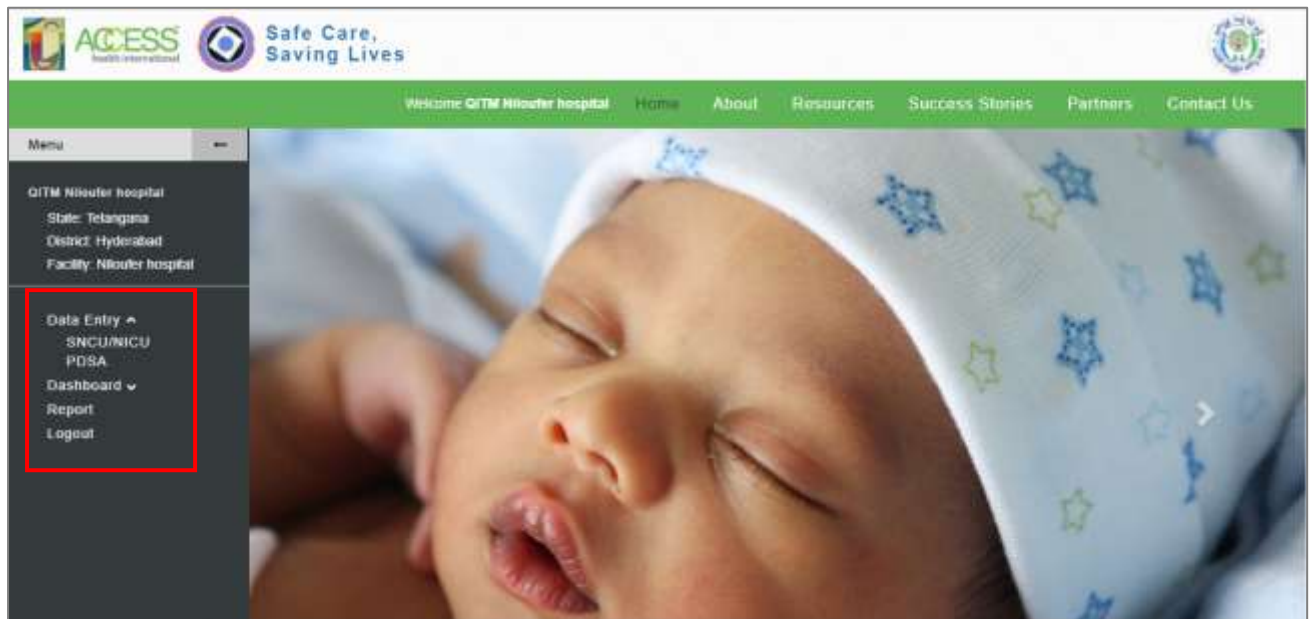 ACCESS
health international
Safe Care,
Saving Lives
Welcome QITM Niloufer hospital Home About Resources Success Stories Partners Contact Us
Menu
QITM Niloufer hospital
State: Telangana
District: Hyderabad
Facility: Niloufer hospital
Data Entry
SNCU/NICU
PDSA
Dashboard
Report
Logout